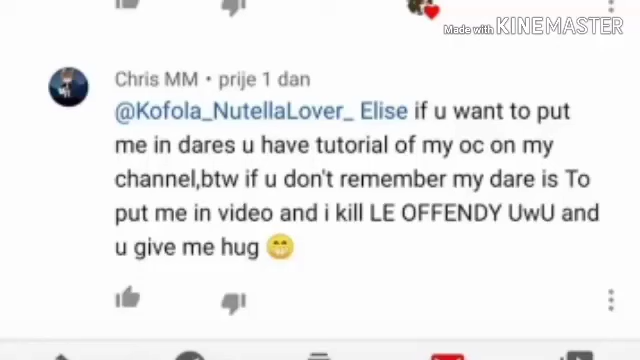 Made with KINEMASTER
Chris MM • prije 1 dan
@Kofola_NutellaLover_ Elise if u want to put
me in dares u have tutorial of my oc on my
channel,btw if u don't remember my dare is To
put me in video and i kill LE OFFENDY UwU and
u give me hug 😁